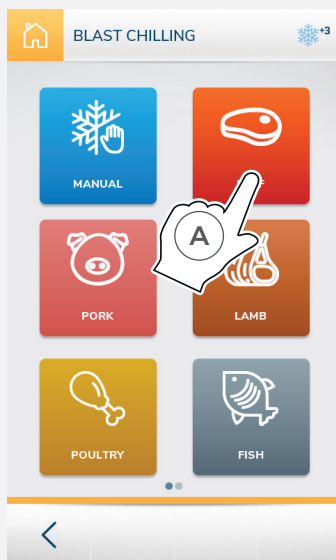 BLAST CHILLING
+3
MANUAL
A
PORK
LAMB
POULTRY
FISH